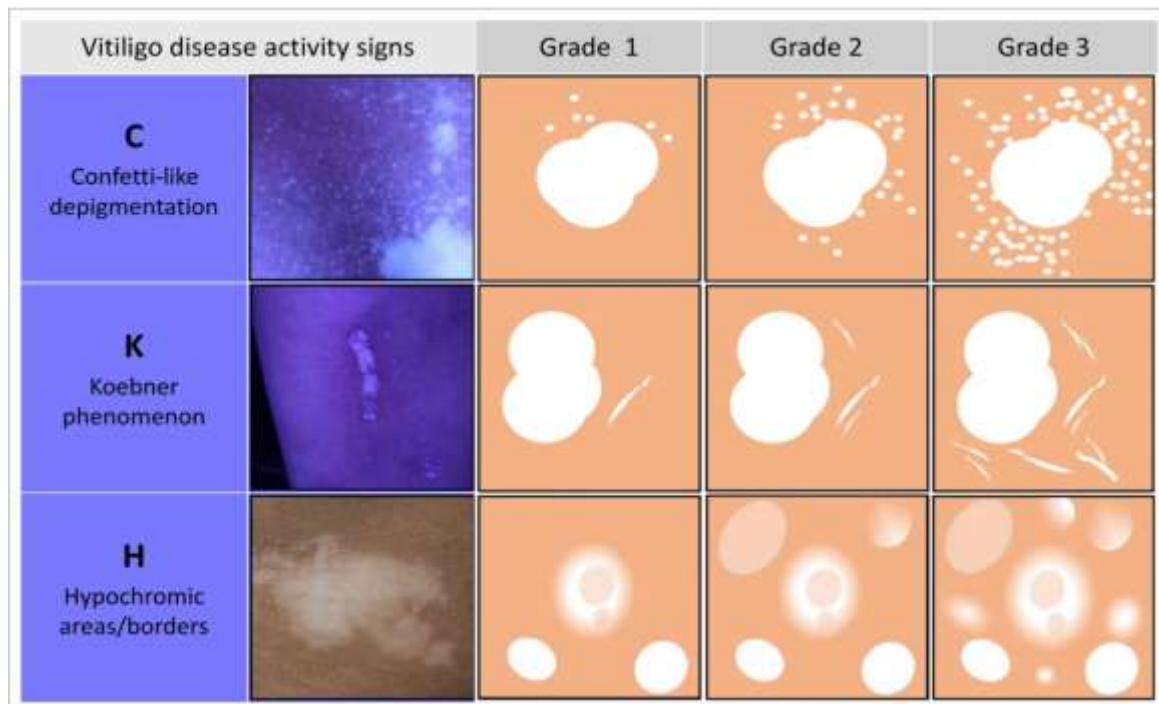 Vitiligo disease activity signs
Grade 1
Grade 2
Grade 3
C
Confetti-like
depigmentation
K
Koebner
phenomenon
H
Hypochromic
areas/borders